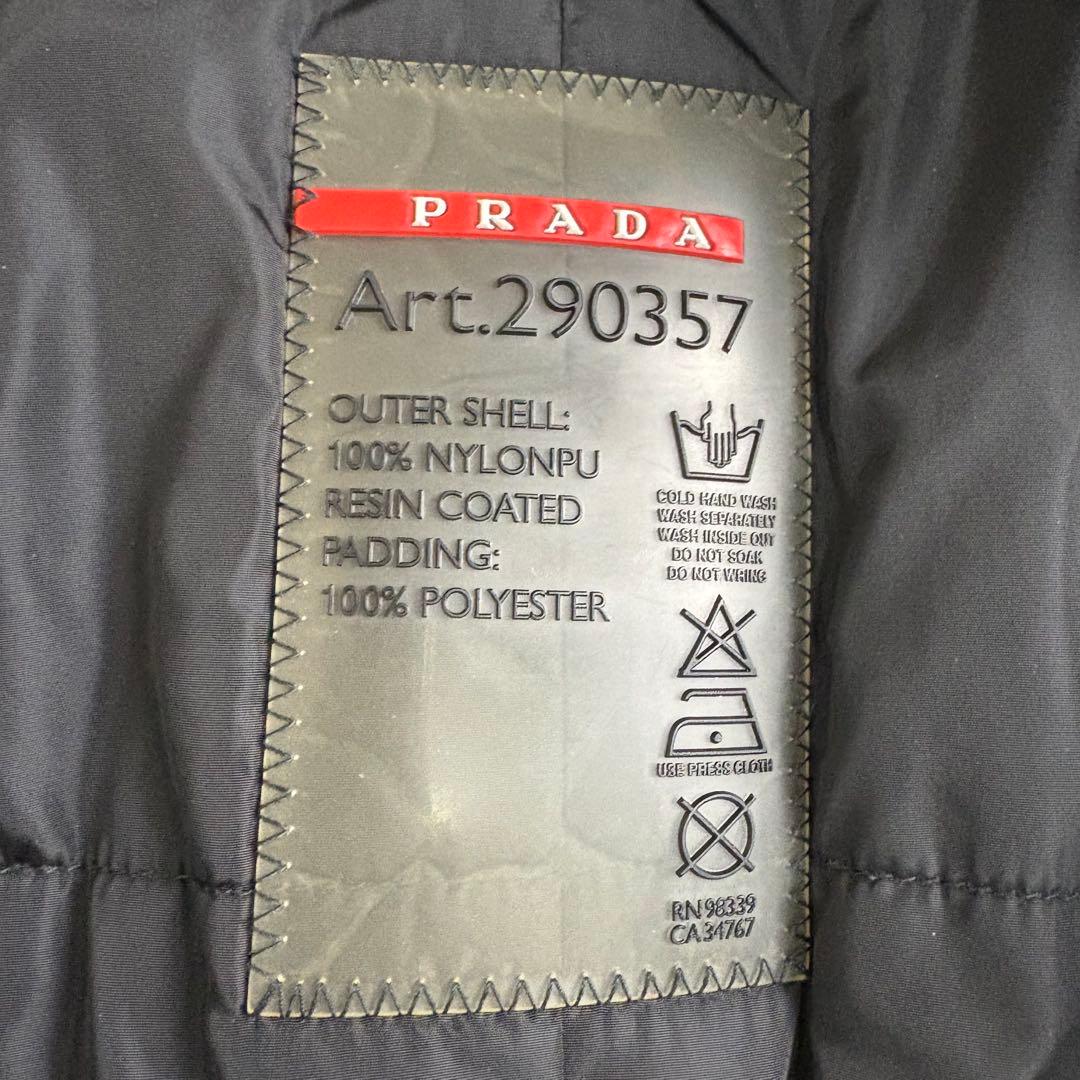 PRADA
Art.290357
OUTER SHELL:
100% NYLONPU
RESIN COATED
PADDING:
100% POLYESTER
COLD HAND WASH
WASH SEPARATELY
WASH INSIDE OUT
DO NOT SOAK
DO NOT WRING
USE PRESS CLOTH
RN 98339
CA 34767